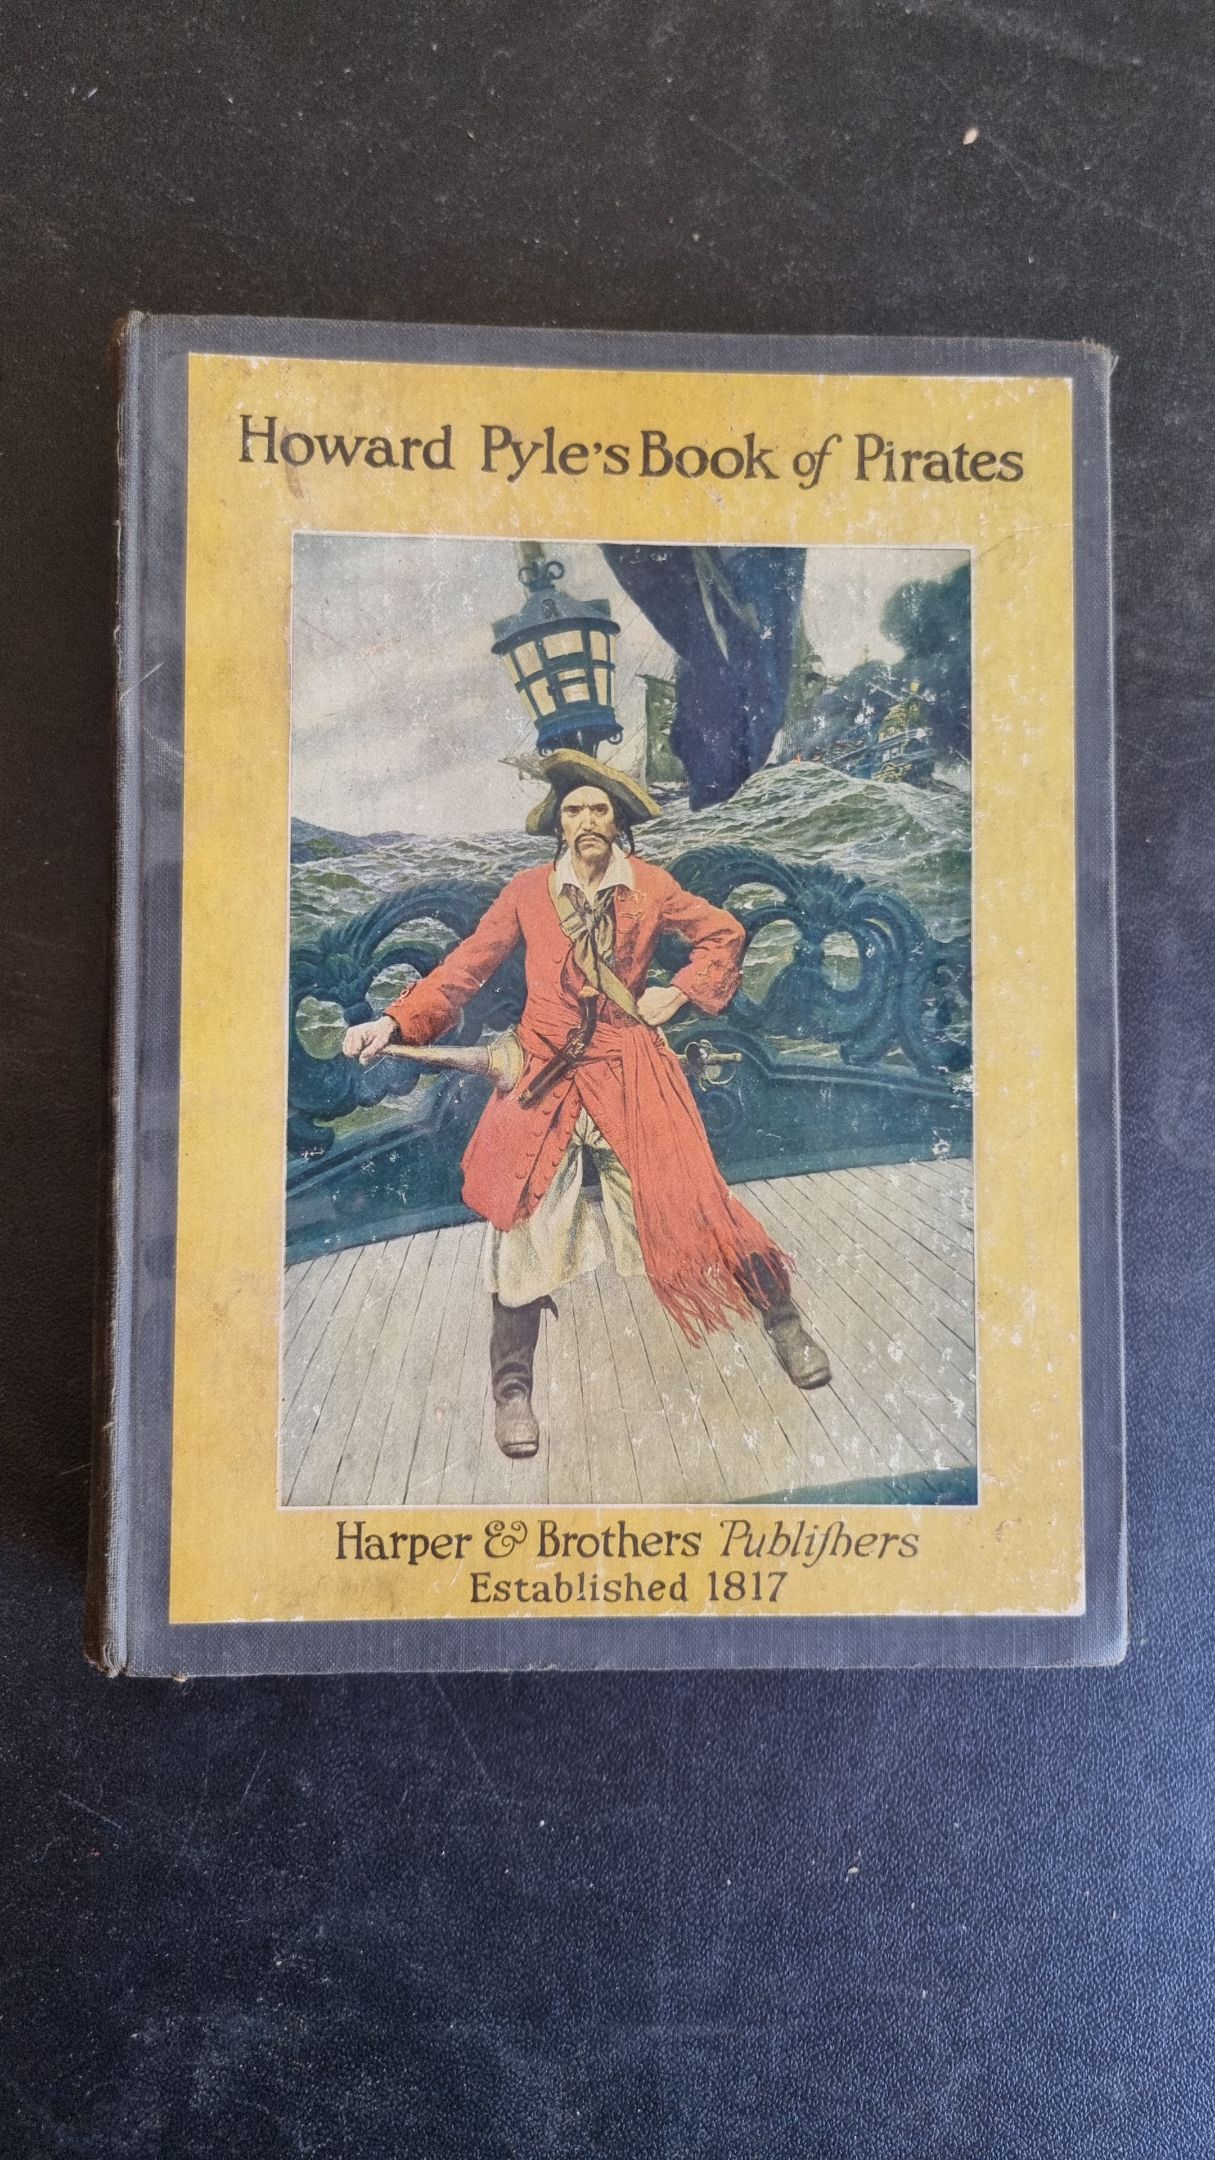 Howard Pyle's Book of Pirates
Harper & Brothers Publiſhers
Established 1817